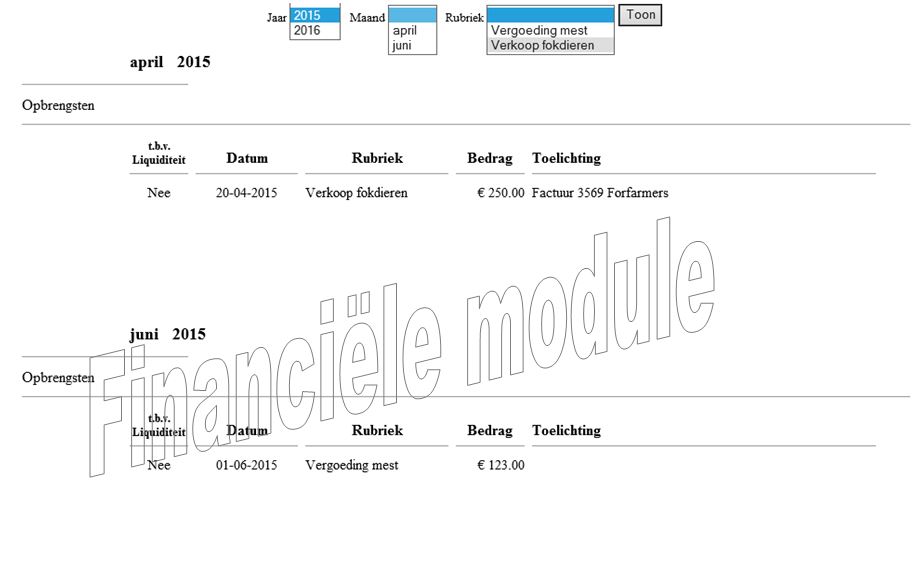 Jaar 2015 Maand Rubriek Toon
2016 april Vergoeding mest
juni Verkoop fokdieren
april 2015
Opbrengsten
t.b.v.
Liquiditeit Datum Rubriek Bedrag Toelichting
Nee 20-04-2015 Verkoop fokdieren € 250.00 Factuur 3569 Forfarmers
Financiële module
juni 2015
Opbrengsten
t.b.v.
Liquiditeit Datum Rubriek Bedrag Toelichting
Nee 01-06-2015 Vergoeding mest € 123.00